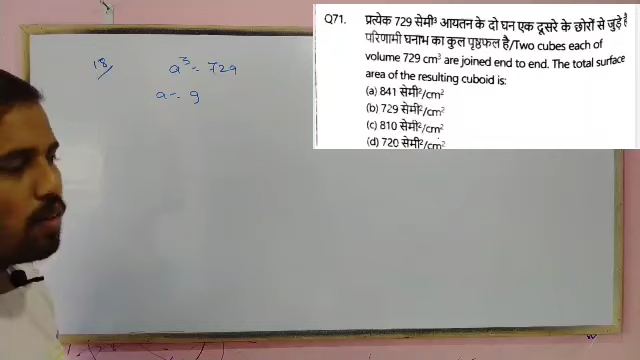 Q71. प्रत्येक 729 सेमी³ आयतन के दो घन एक दूसरे के छोरों से जुड़े हैं
परिणामी घनाभ का कुल पृष्ठफल है/Two cubes each of
volume 729 cm³ are joined end to end. The total surface
area of the resulting cuboid is:
(a) 841 सेमी²/cm²
(b) 729 सेमी²/cm²
(c) 810 सेमी²/cm²
(d) 720 सेमी²/cm²
18/
a³ = 729
a = 9